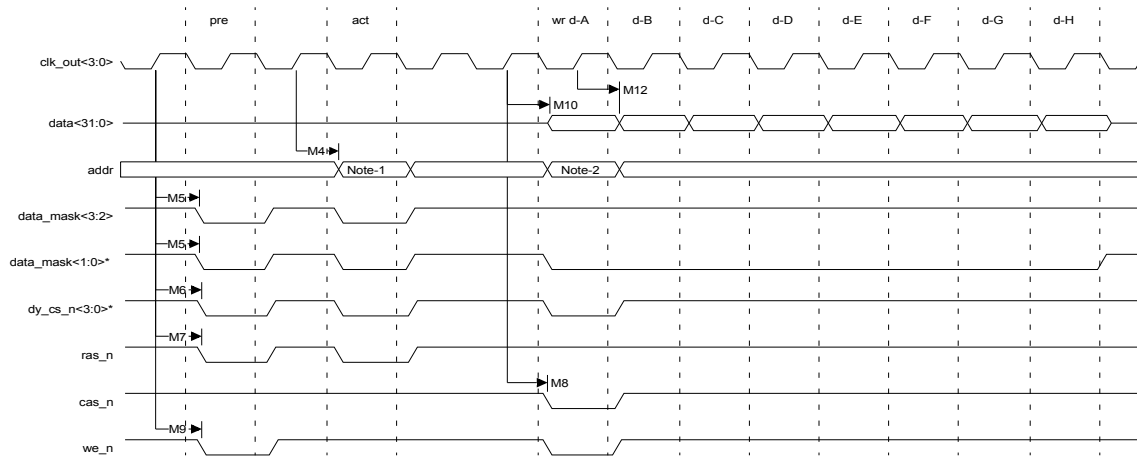 pre act wr d-A d-B d-C d-D d-E d-F d-G d-H
clk_out<3:0>
M12
M10
data<31:0>
M4
addr Note-1 Note-2
M5
data_mask<3:2>
M5
data_mask<1:0>*
M6
dy_cs_n<3:0>*
M7
ras_n
M8
cas_n
M9
we_n